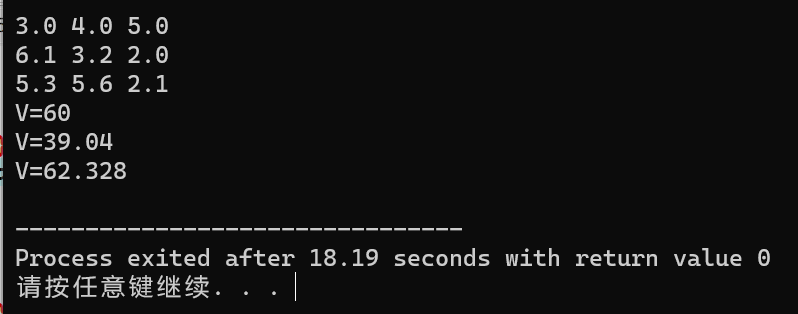 3.0 4.0 5.0
6.1 3.2 2.0
5.3 5.6 2.1
V=60
V=39.04
V=62.328
--------------------------------
Process exited after 18.19 seconds with return value 0
请按任意键继续. . .